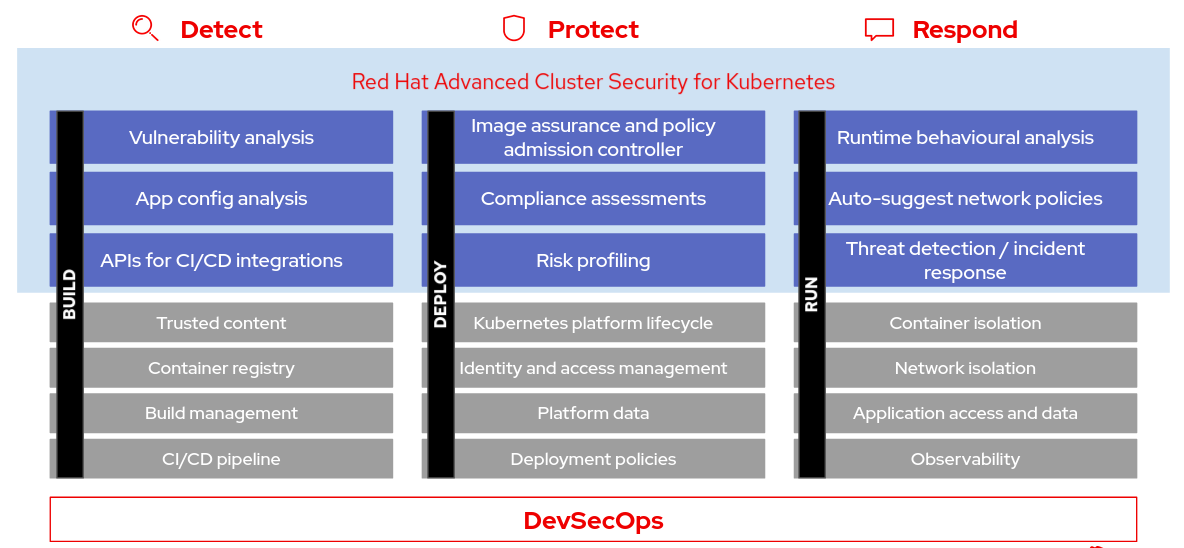 Detect
Protect
Respond
Red Hat Advanced Cluster Security for Kubernetes
BUILD
Vulnerability analysis
App config analysis
APIs for CI/CD integrations
Trusted content
Container registry
Build management
CI/CD pipeline
DEPLOY
Image assurance and policy
admission controller
Compliance assessments
Risk profiling
Kubernetes platform lifecycle
Identity and access management
Platform data
Deployment policies
RUN
Runtime behavioural analysis
Auto-suggest network policies
Threat detection / incident
response
Container isolation
Network isolation
Application access and data
Observability
DevSecOps